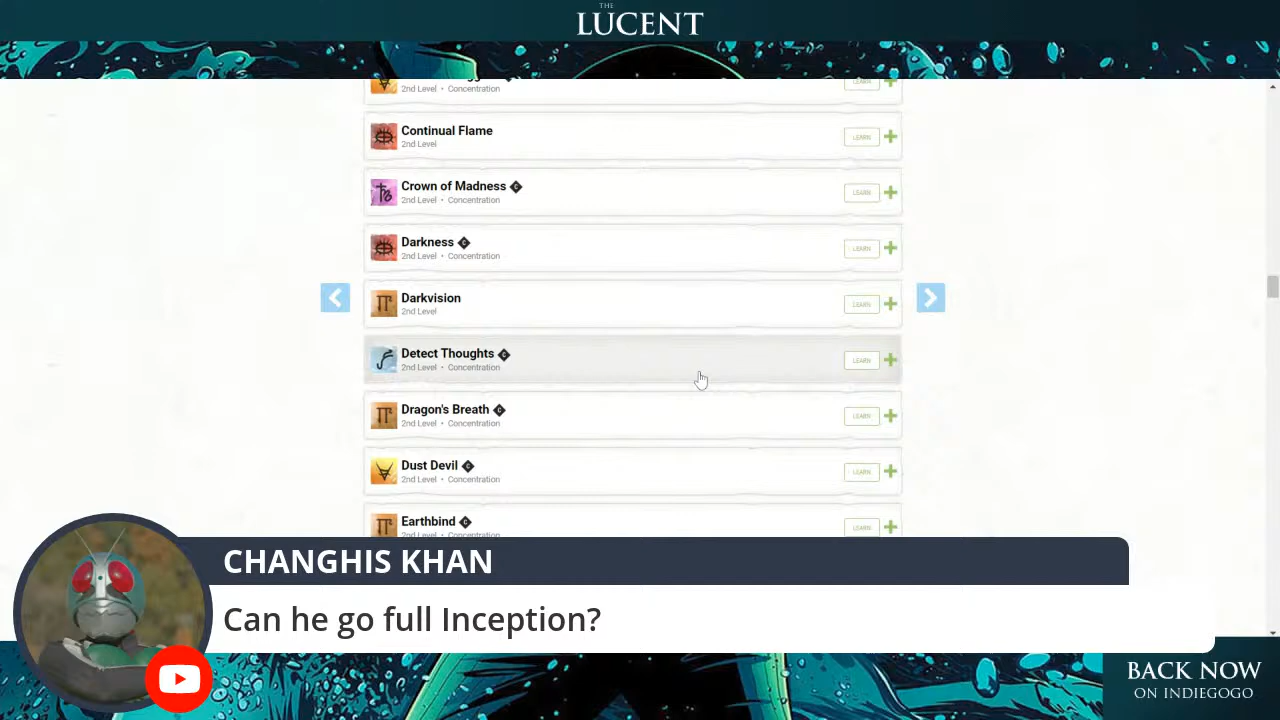 THE
LUCENT
2nd Level • Concentration
LEARN
Continual Flame
2nd Level
LEARN
Crown of Madness
2nd Level • Concentration
LEARN
Darkness
2nd Level • Concentration
LEARN
Darkvision
2nd Level
LEARN
Detect Thoughts
2nd Level • Concentration
LEARN
Dragon's Breath
2nd Level • Concentration
LEARN
Dust Devil
2nd Level • Concentration
LEARN
Earthbind
2nd Level • Concentration
LEARN
CHANGHIS KHAN
Can he go full Inception?
BACK NOW
ON INDIEGOGO